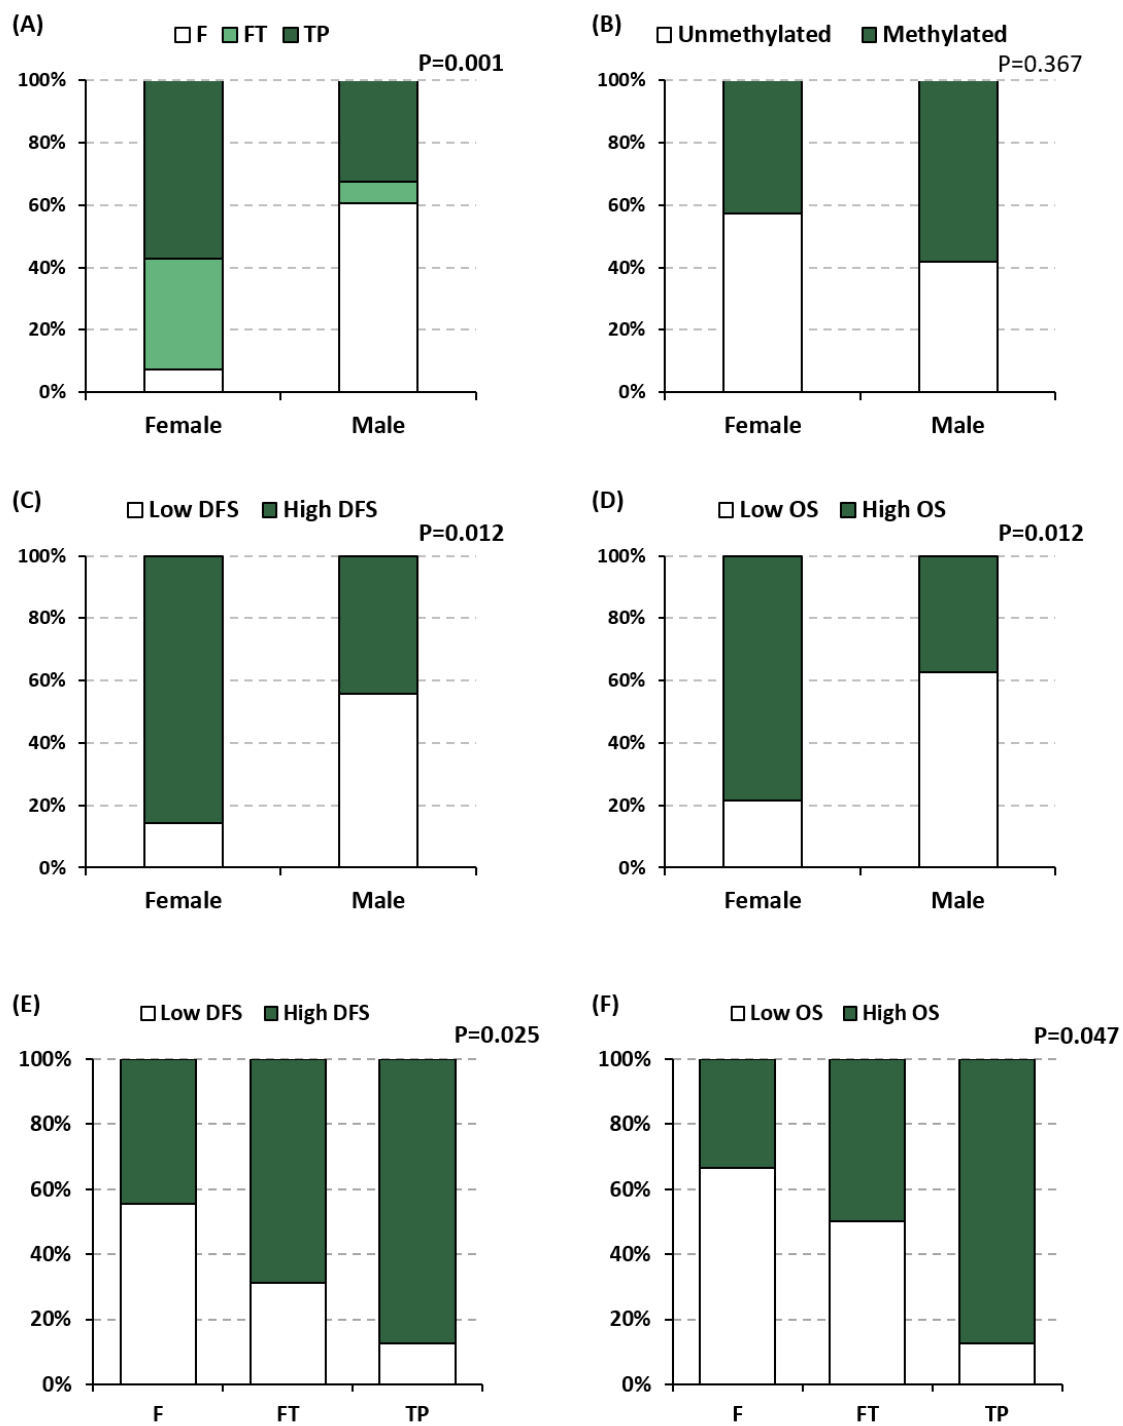 (A)
F FT TP
P=0.001
100%
80%
60%
40%
20%
0%
Female Male
(B)
Unmethylated Methylated
P=0.367
100%
80%
60%
40%
20%
0%
Female Male
(C)
Low DFS High DFS
P=0.012
100%
80%
60%
40%
20%
0%
Female Male
(D)
Low OS High OS
P=0.012
100%
80%
60%
40%
20%
0%
Female Male
(E)
Low DFS High DFS
P=0.025
100%
80%
60%
40%
20%
0%
F FT TP
(F)
Low OS High OS
P=0.047
100%
80%
60%
40%
20%
0%
F FT TP